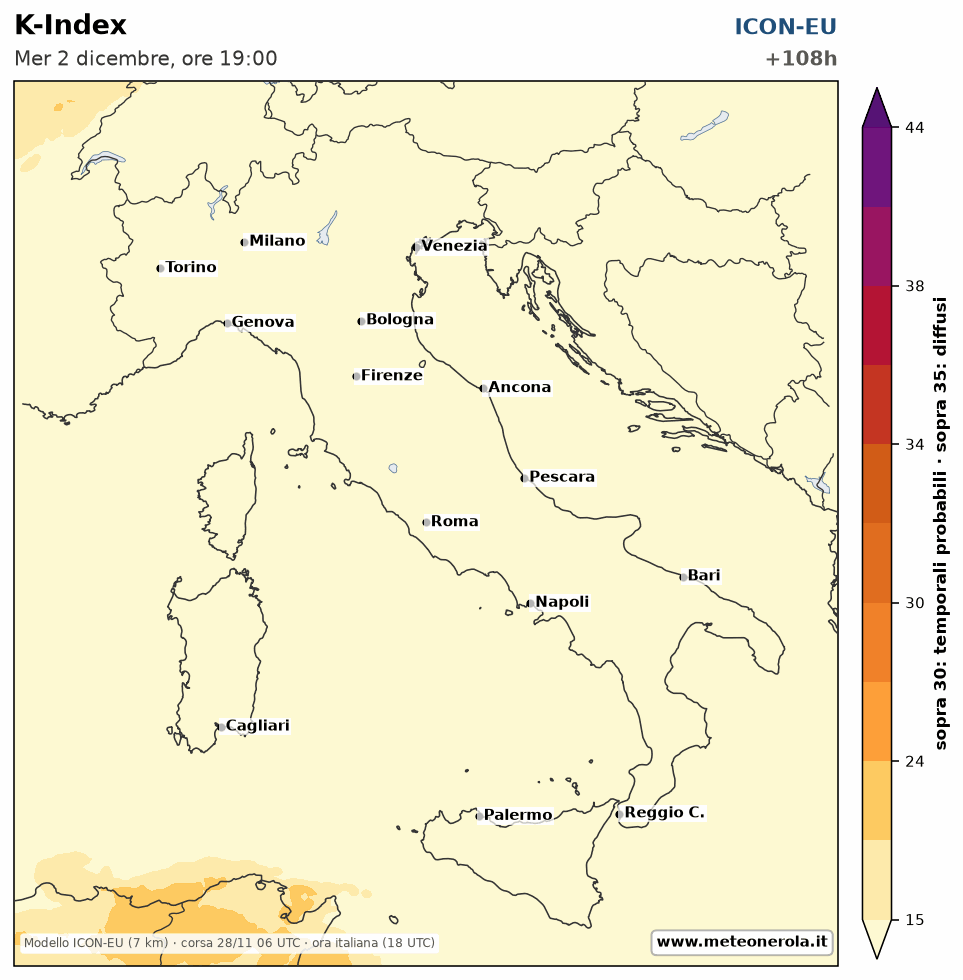 K-Index
ICON-EU
Mer 2 dicembre, ore 19:00
+108h
44
38
34
30
24
15
sopra 30: temporali probabili · sopra 35: diffusi
Milano
Venezia
Torino
Genova
Bologna
Firenze
Ancona
Pescara
Roma
Bari
Napoli
Cagliari
Palermo
Reggio C.
Modello ICON-EU (7 km) · corsa 28/11 06 UTC · ora italiana (18 UTC)
www.meteonerola.it